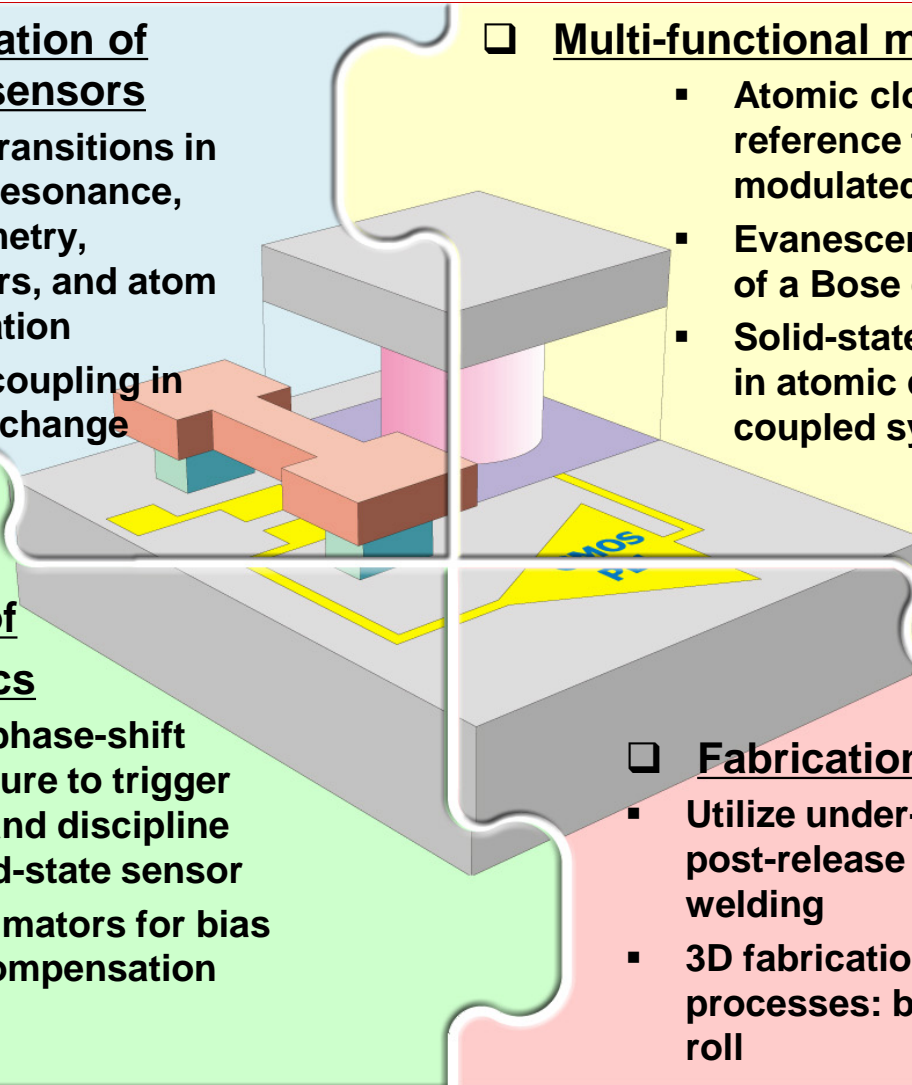 ation of
sensors
ransitions in
esonance,
netry,
rs, and atom
ation
coupling in
change
❑ Multi-functional m
▪ Atomic clo
reference
modulated
▪ Evanescen
of a Bose
▪ Solid-state
in atomic
coupled sy
CMOS
of
cs
phase-shift
ure to trigger
and discipline
d-state sensor
mators for bias
ompensation
❑ Fabrication
▪ Utilize under-
post-release
welding
▪ 3D fabricatio
processes: b
roll